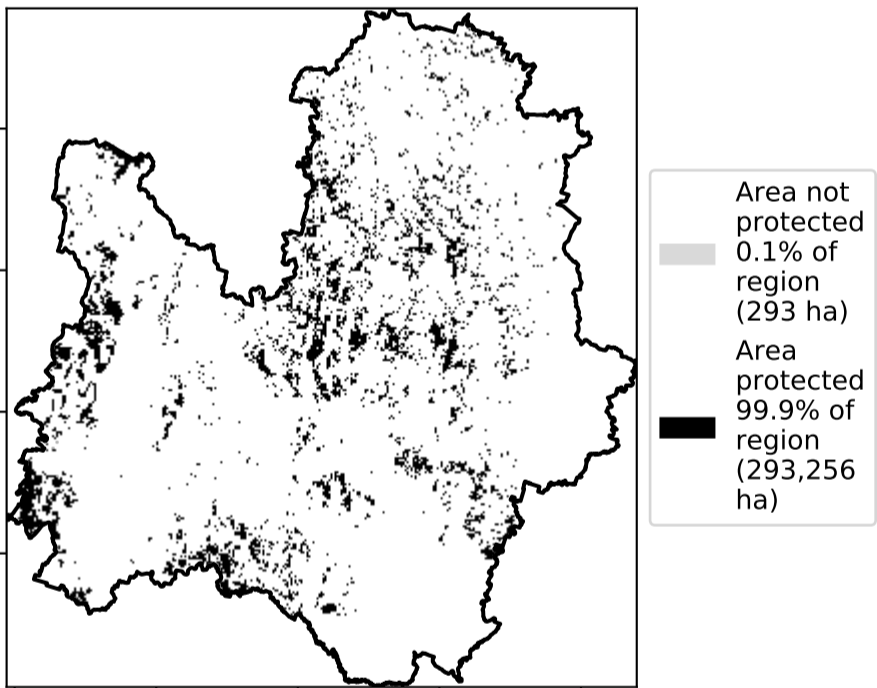 Area not
protected
0.1% of
region
(293 ha)
Area
protected
99.9% of
region
(293,256
ha)